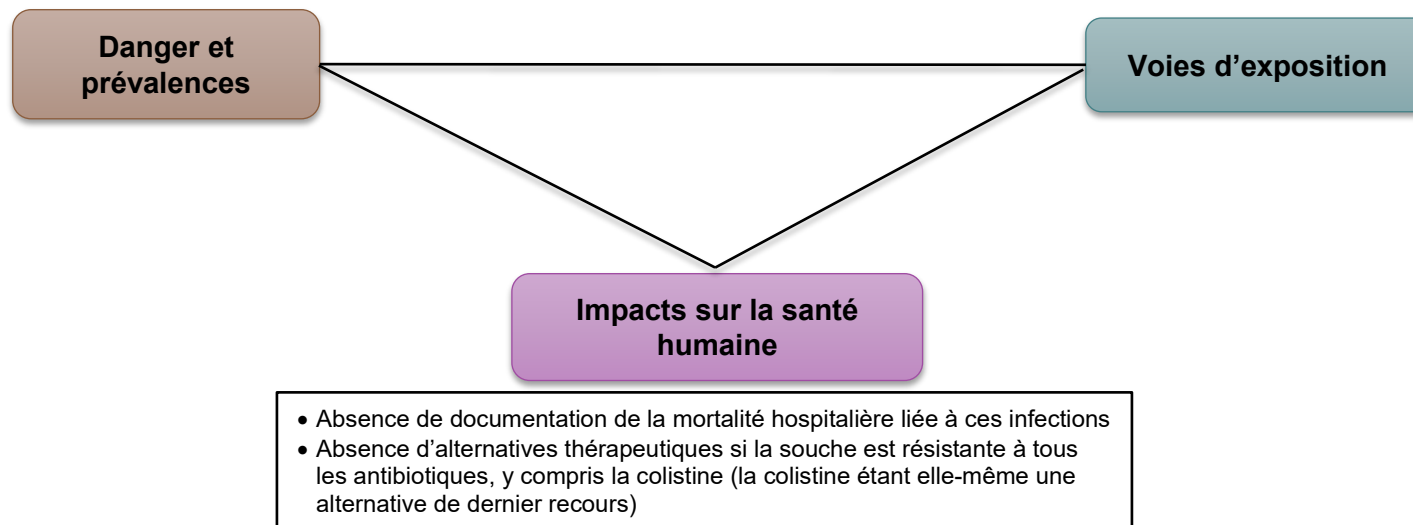 Danger et
prévalences
Voies d'exposition
Impacts sur la santé
humaine
• Absence de documentation de la mortalité hospitalière liée à ces infections
• Absence d'alternatives thérapeutiques si la souche est résistante à tous
les antibiotiques, y compris la colistine (la colistine étant elle-même une
alternative de dernier recours)